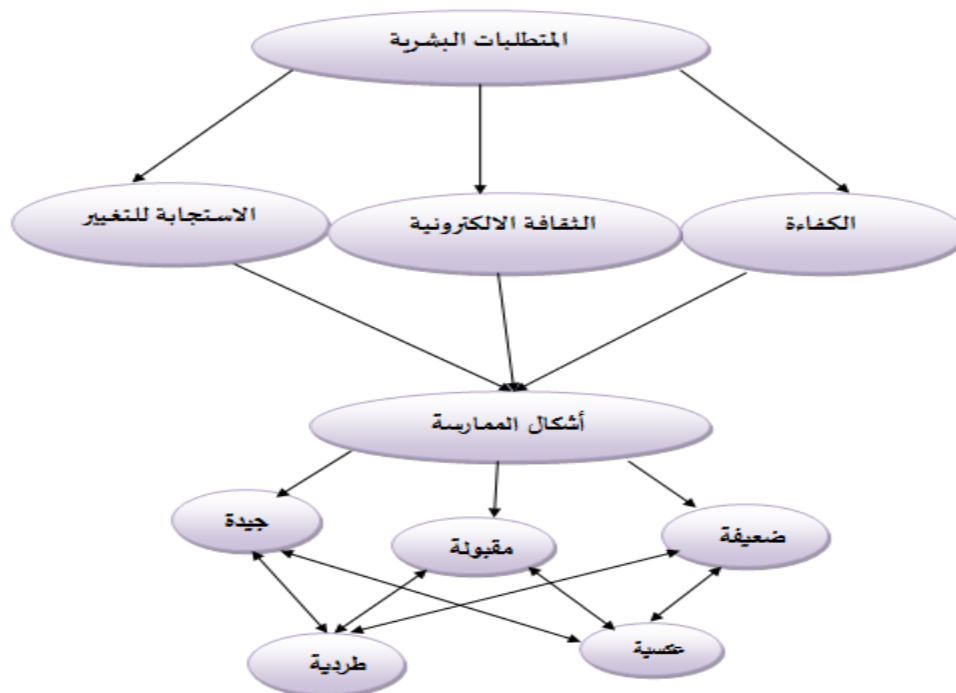 المتطلبات البشرية
الكفاءة
الثقافة الالكترونية
الاستجابة للتغيير
أشكال الممارسة
ضعيفة
مقبولة
جيدة
عكسية
طردية